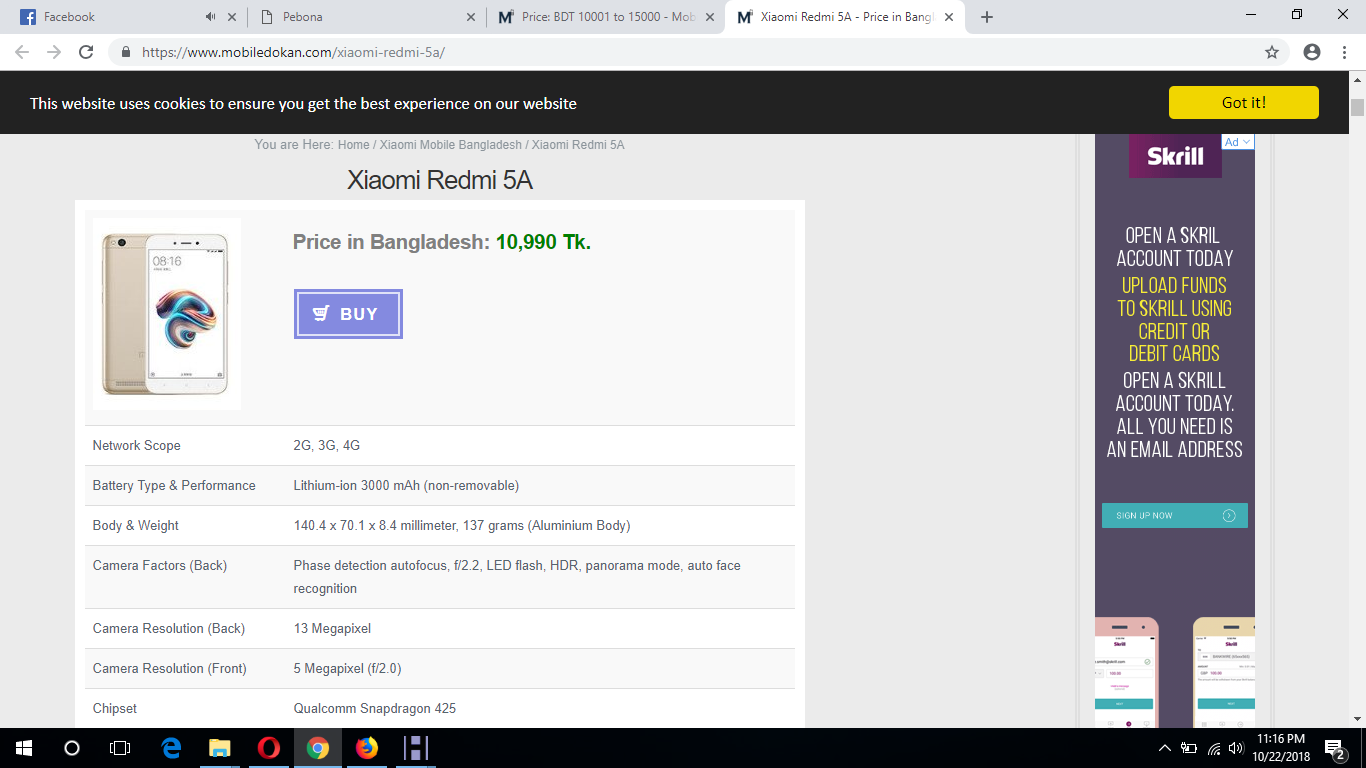 Facebook
Pebona
Price: BDT 10001 to 15000 - Mob
Xiaomi Redmi 5A - Price in Bangl
https://www.mobiledokan.com/xiaomi-redmi-5a/
This website uses cookies to ensure you get the best experience on our website
Got it!
You are Here: Home / Xiaomi Mobile Bangladesh / Xiaomi Redmi 5A
Xiaomi Redmi 5A
08:16
Price in Bangladesh: 10,990 Tk.
BUY
Network Scope 2G, 3G, 4G
Battery Type & Performance Lithium-ion 3000 mAh (non-removable)
Body & Weight 140.4 x 70.1 x 8.4 millimeter, 137 grams (Aluminium Body)
Camera Factors (Back) Phase detection autofocus, f/2.2, LED flash, HDR, panorama mode, auto face
recognition
Camera Resolution (Back) 13 Megapixel
Camera Resolution (Front) 5 Megapixel (f/2.0)
Chipset Qualcomm Snapdragon 425
Ad
Skrill
OPEN A SKRIL
ACCOUNT TODAY
UPLOAD FUNDS
TO SKRILL USING
CREDIT OR
DEBIT CARDS
OPEN A SKRILL
ACCOUNT TODAY.
ALL YOU NEED IS
AN EMAIL ADDRESS
SIGN UP NOW
Skrill
Skrill
11:16 PM
10/22/2018
2